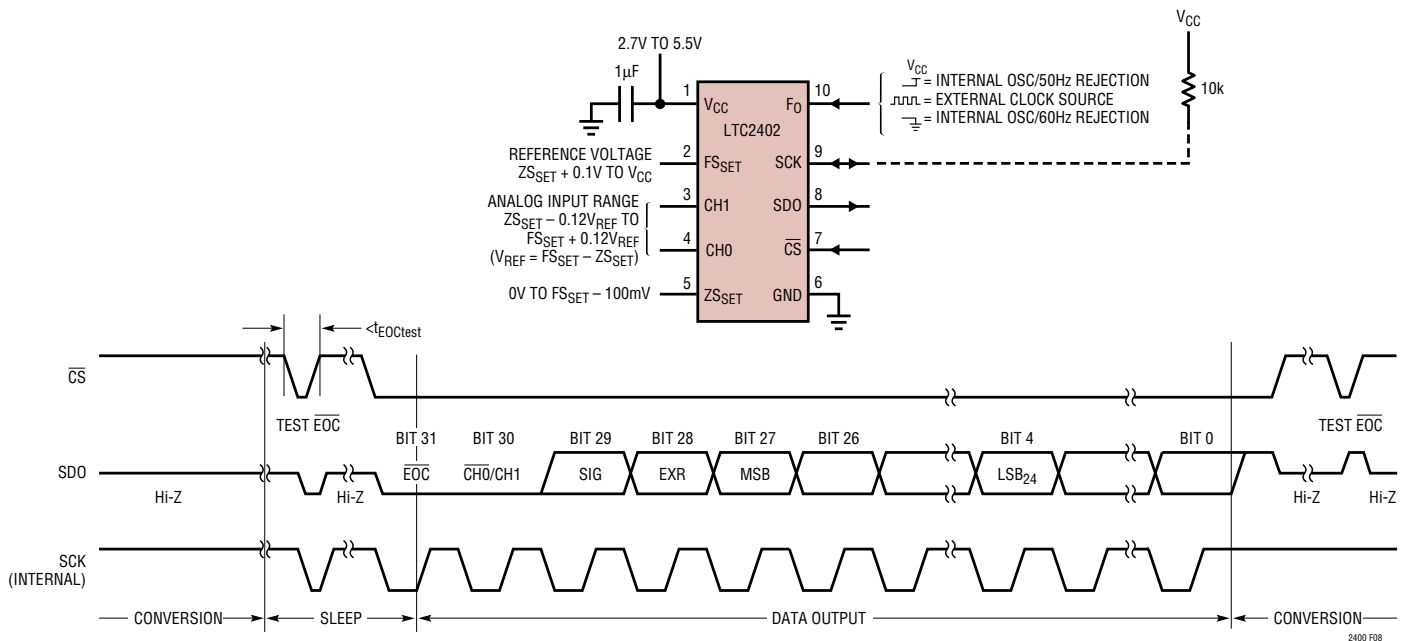 2.7V TO 5.5V
1µF
VCC
10k
1
VCC
LTC2402
FO
10
VCC
= INTERNAL OSC/50Hz REJECTION
= EXTERNAL CLOCK SOURCE
= INTERNAL OSC/60Hz REJECTION
REFERENCE VOLTAGE
ZSSET + 0.1V TO VCC
2
FSSET
SCK
9
ANALOG INPUT RANGE
ZSSET – 0.12VREF TO
FSSET + 0.12VREF
(VREF = FSSET – ZSSET)
3
CH1
SDO
8
4
CH0
CS
7
0V TO FSSET – 100mV
5
ZSSET
GND
6
<tEOCtest
CS
TEST EOC
TEST EOC
BIT 31
BIT 30
BIT 29
BIT 28
BIT 27
BIT 26
BIT 4
BIT 0
SDO
Hi-Z
Hi-Z
EOC
CH0/CH1
SIG
EXR
MSB
LSB24
Hi-Z
Hi-Z
SCK
(INTERNAL)
CONVERSION
SLEEP
DATA OUTPUT
CONVERSION
2400 F08